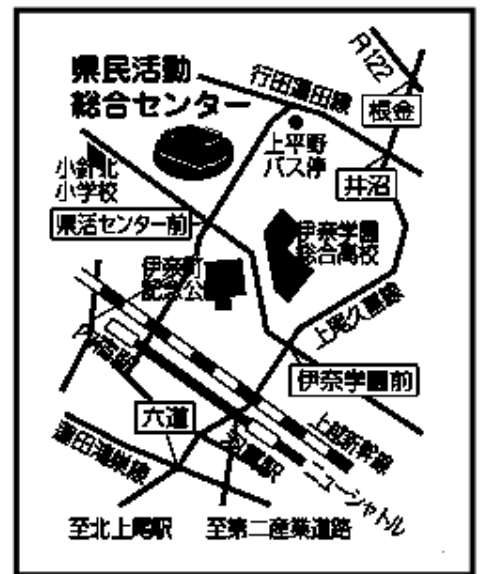 県民活動
総合センター
行田蓮田線
R122
根金
上平野
バス停
井沼
小針北
小学校
県活センター前
伊奈学園
総合高校
伊奈町
記念公
上尾久喜線
伊奈学園前
六道
羽貫駅
上越新幹線
ニューシャトル
蓮田鴻巣線
至北上尾駅
至第二産業道路